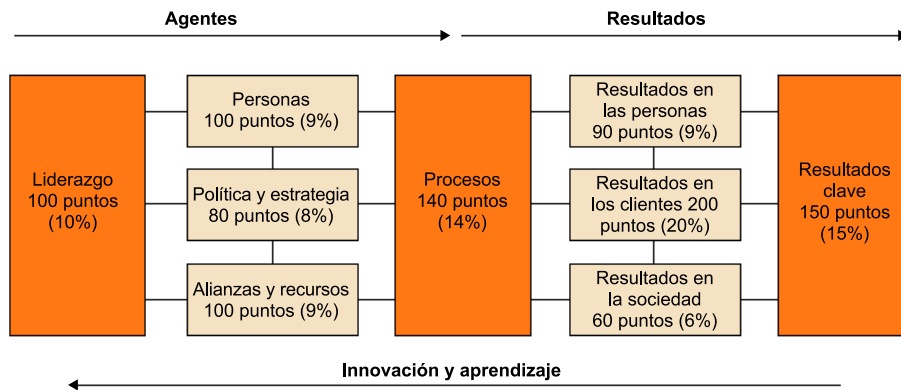 Agentes
Resultados
Liderazgo
100 puntos
(10%)
Personas
100 puntos (9%)
Política y estrategia
80 puntos (8%)
Alianzas y recursos
100 puntos (9%)
Procesos
140 puntos
(14%)
Resultados en
las personas
90 puntos (9%)
Resultados en
los clientes 200
puntos (20%)
Resultados en
la sociedad
60 puntos (6%)
Resultados
clave
150 puntos
(15%)
Innovación y aprendizaje